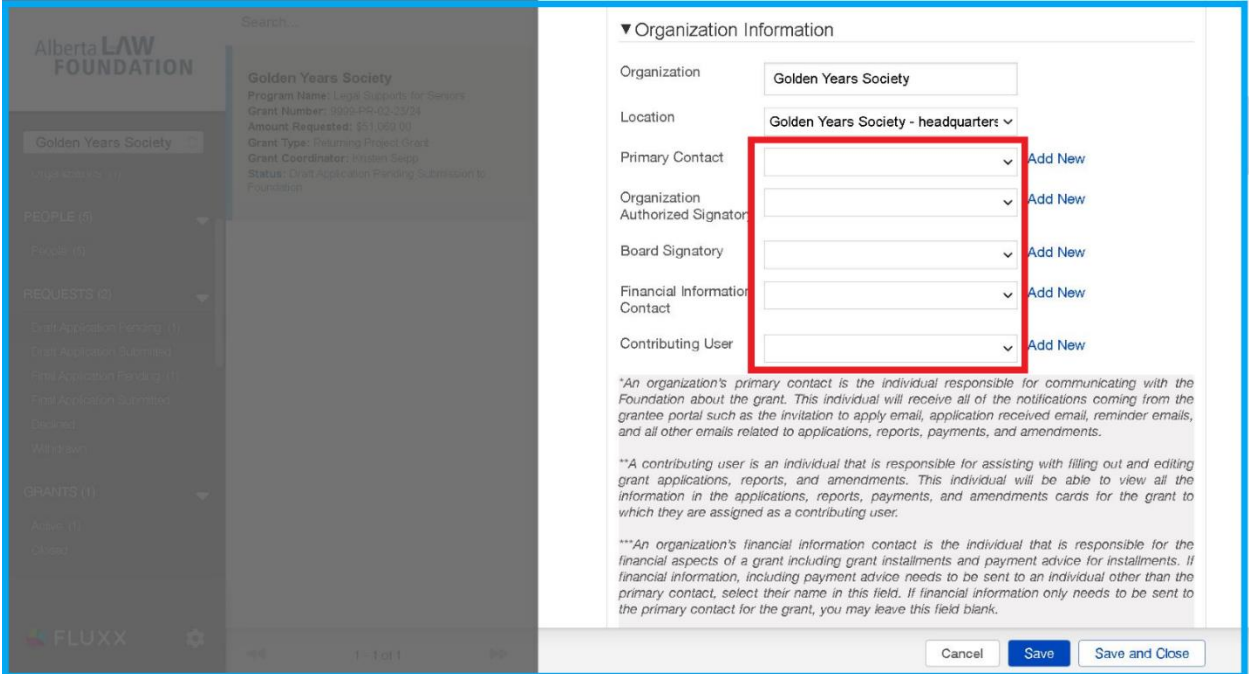 Search...
Alberta LAW
FOUNDATION
Golden Years Society
Golden Years Society
Program Name: Legal Supports for Seniors
Grant Number: 9999-PR-02-23/24
Amount Requested: $51,069.00
Grant Type: Returning Project Grant
Grant Coordinator: Kristen Sepp
Status: Draft Application Pending Submission to
Foundation
Organizations (1)
PEOPLE (5)
People (5)
REQUESTS (2)
Draft Application Pending (1)
Draft Application Submitted
Final Application Pending (1)
Final Application Submitted
Declined
Withdrawn
GRANTS (1)
Active (1)
Closed
FLUXX
1 - 1 of 1
▼ Organization Information
Organization
Golden Years Society
Location
Golden Years Society - headquarters
Primary Contact
Add New
Organization
Authorized Signatory
Add New
Board Signatory
Add New
Financial Information
Contact
Add New
Contributing User
Add New
*An organization's primary contact is the individual responsible for communicating with the
Foundation about the grant. This individual will receive all of the notifications coming from the
grantee portal such as the invitation to apply email, application received email, reminder emails,
and all other emails related to applications, reports, payments, and amendments.
**A contributing user is an individual that is responsible for assisting with filling out and editing
grant applications, reports, and amendments. This individual will be able to view all the
information in the applications, reports, payments, and amendments cards for the grant to
which they are assigned as a contributing user.
***An organization's financial information contact is the individual that is responsible for the
financial aspects of a grant including grant installments and payment advice for installments. If
financial information, including payment advice needs to be sent to an individual other than the
primary contact, select their name in this field. If financial information only needs to be sent to
the primary contact for the grant, you may leave this field blank.
Cancel
Save
Save and Close